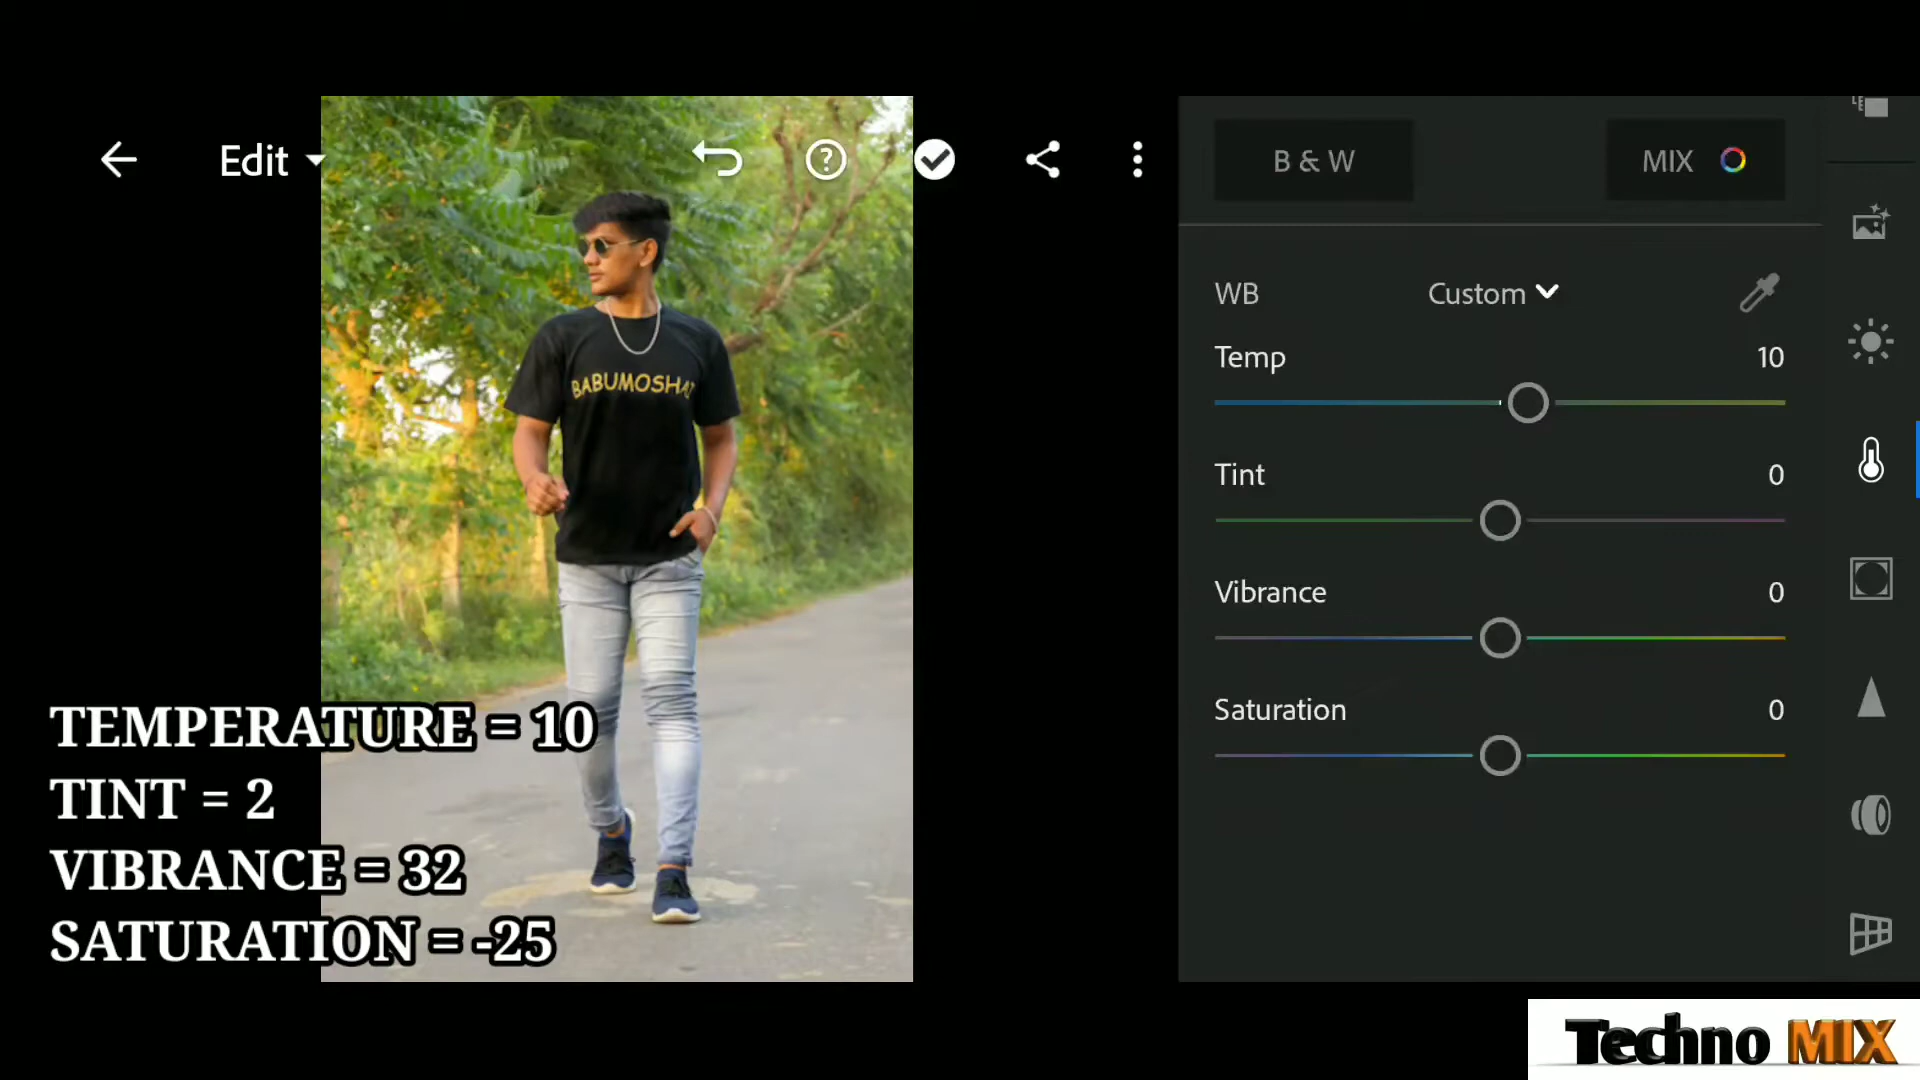 Edit
B & W
MIX
WB
Custom
Temp
10
Tint
0
Vibrance
0
Saturation
0
BABUMOSHAI
TEMPERATURE = 10
TINT = 2
VIBRANCE = 32
SATURATION = -25
Techno MIX